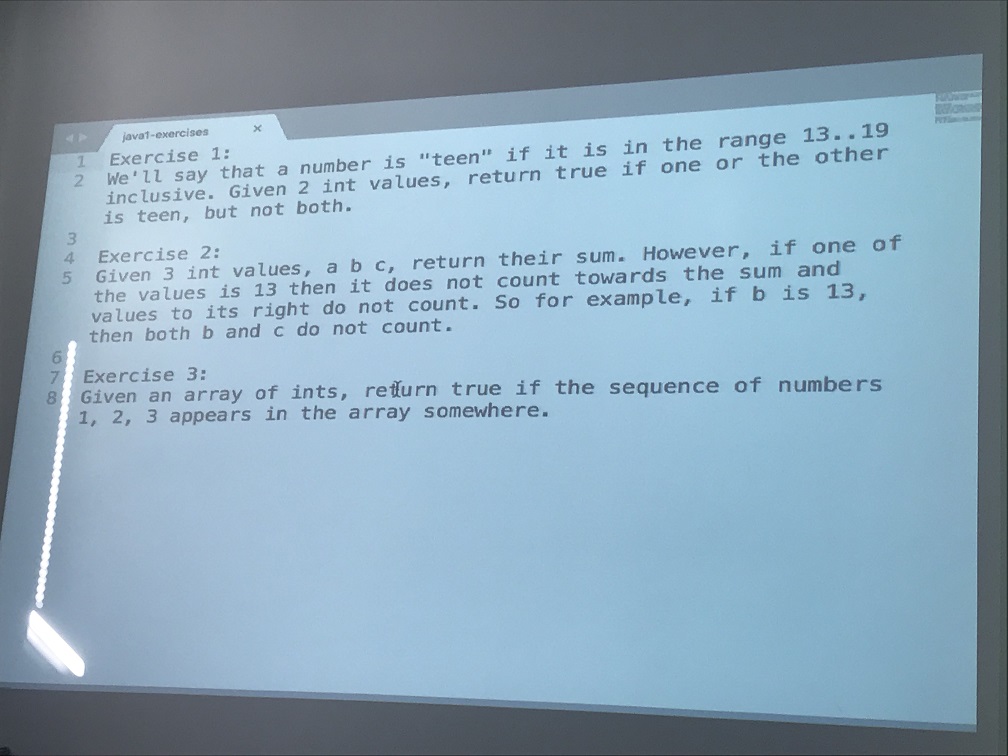 java1-exercises ×
1 Exercise 1:
2 We'll say that a number is "teen" if it is in the range 13..19
inclusive. Given 2 int values, return true if one or the other
is teen, but not both.
3
4 Exercise 2:
5 Given 3 int values, a b c, return their sum. However, if one of
the values is 13 then it does not count towards the sum and
values to its right do not count. So for example, if b is 13,
then both b and c do not count.
6
7 Exercise 3:
8 Given an array of ints, return true if the sequence of numbers
1, 2, 3 appears in the array somewhere.